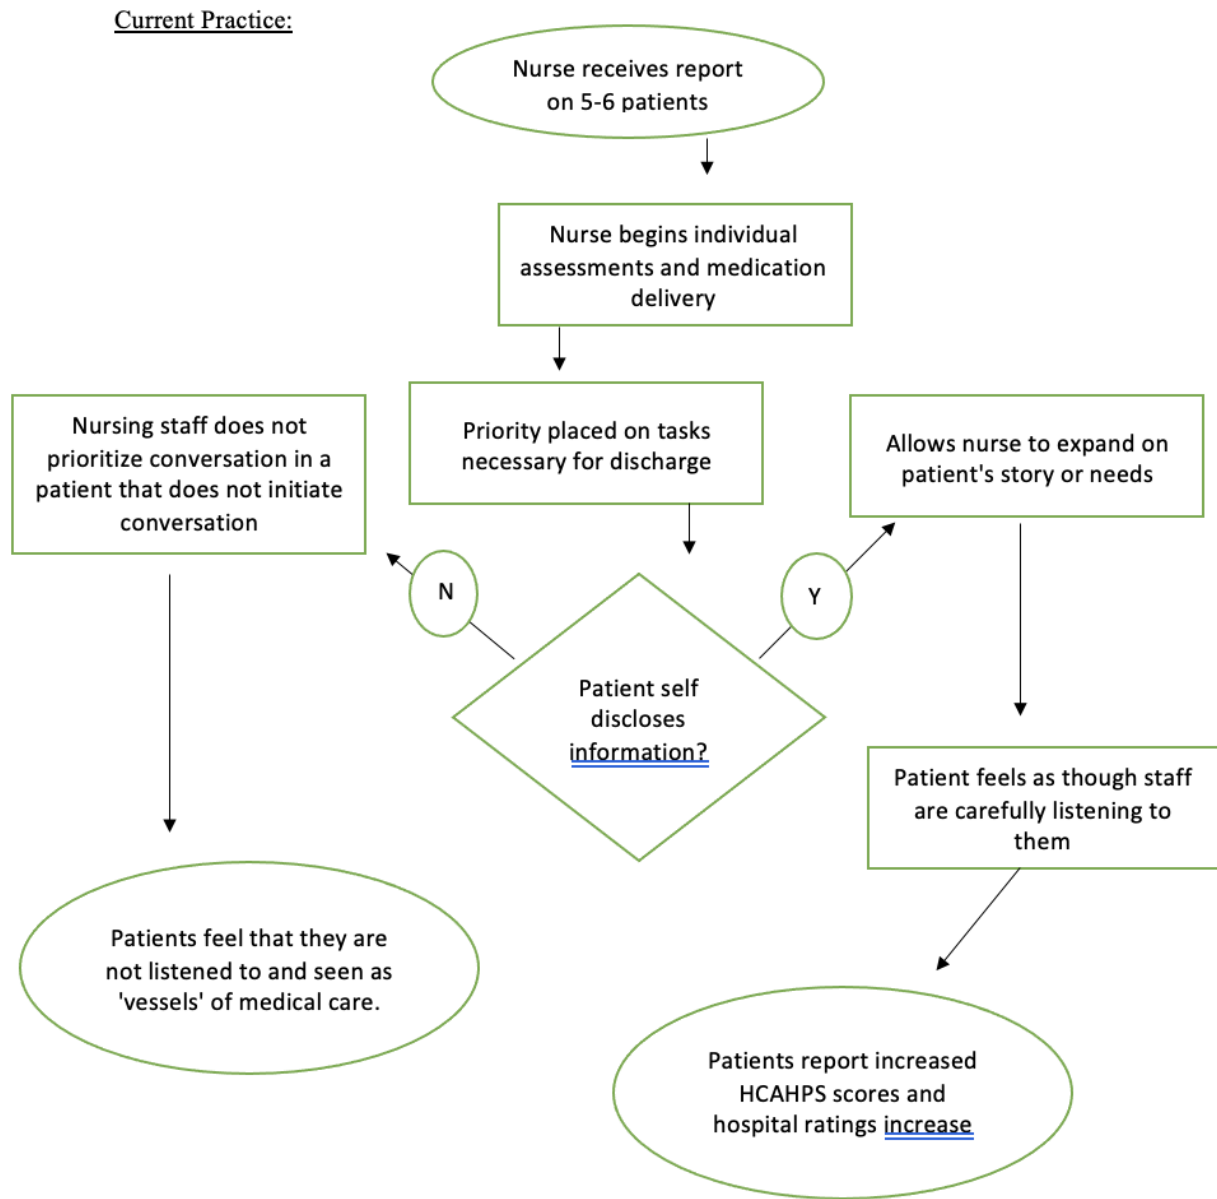 Current Practice:
Nurse receives report
on 5-6 patients
Nurse begins individual
assessments and medication
delivery
Priority placed on tasks
necessary for discharge
Nursing staff does not
prioritize conversation in a
patient that does not initiate
conversation
Allows nurse to expand on
patient's story or needs
N
Y
Patient self
discloses
information?
Patient feels as though staff
are carefully listening to
them
Patients feel that they are
not listened to and seen as
'vessels' of medical care.
Patients report increased
HCAHPS scores and
hospital ratings increase